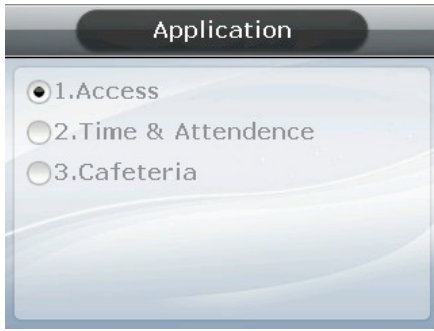 Application
1.Access
2.Time & Attendence
3.Cafeteria